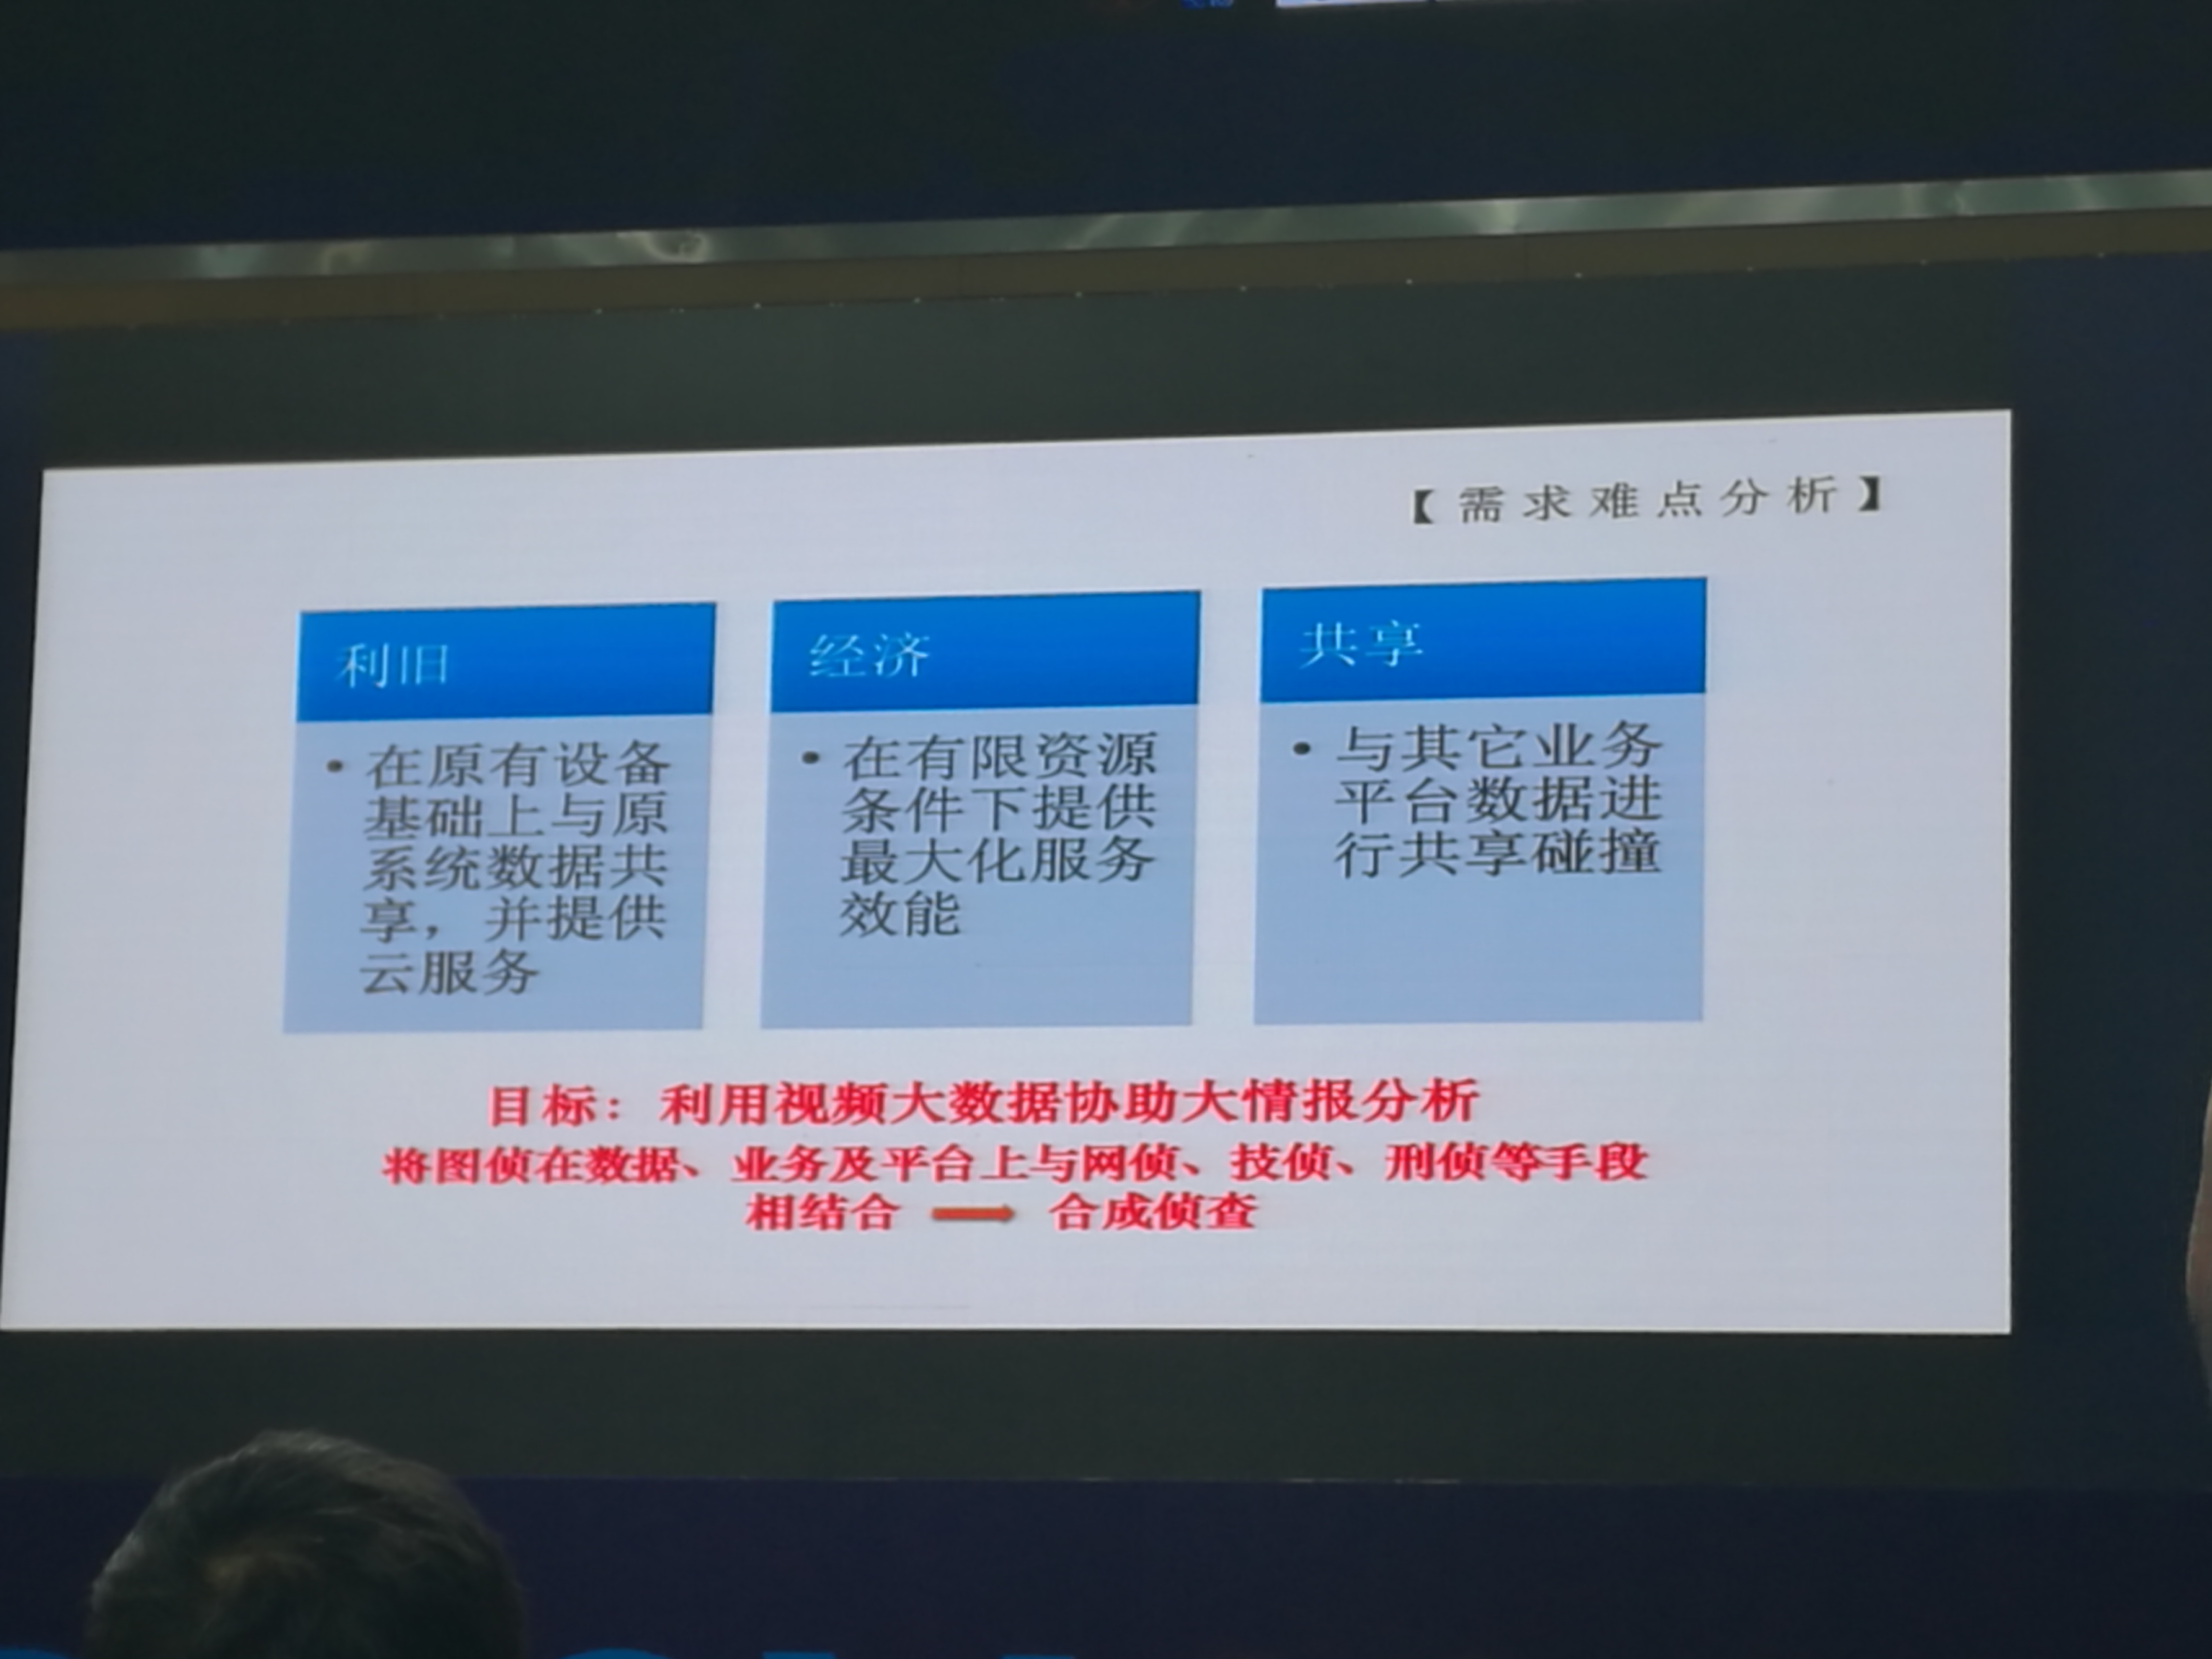 【需求难点分析】
利旧
• 在原有设备
基础上与原
系统数据共
享，并提供
云服务
经济
• 在有限资源
条件下提供
最大化服务
效能
共享
• 与其它业务
平台数据进
行共享碰撞
目标：利用视频大数据协助大情报分析
将图侦在数据、业务及平台上与网侦、技侦、刑侦等手段
相结合 → 合成侦查